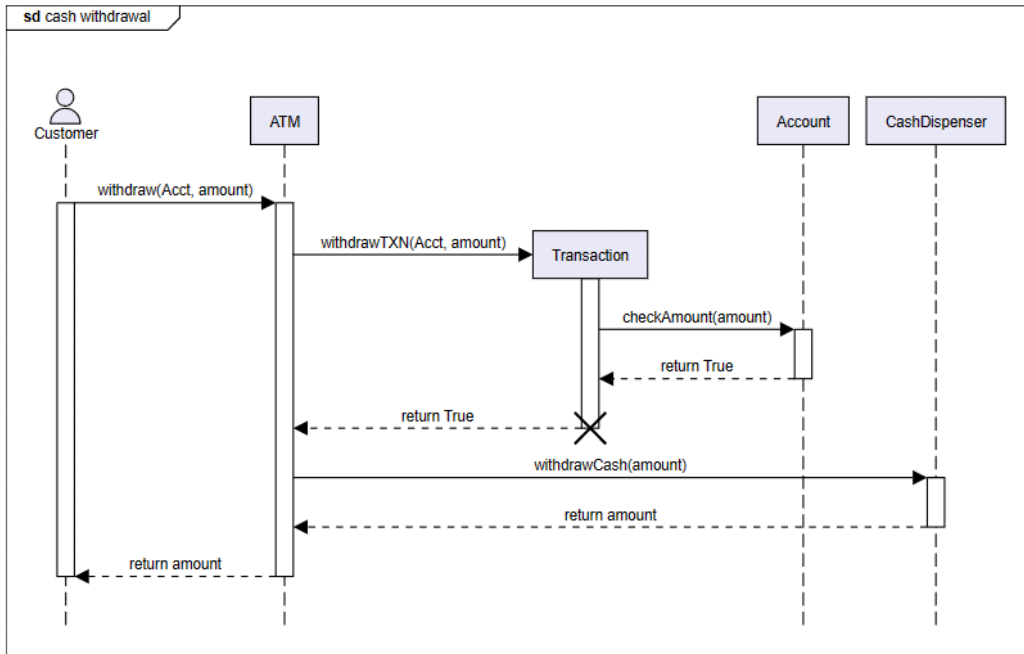 sd cash withdrawal
Customer
ATM
Account
CashDispenser
withdraw(Acct, amount)
withdrawTXN(Acct, amount)
Transaction
checkAmount(amount)
return True
return True
withdrawCash(amount)
return amount
return amount